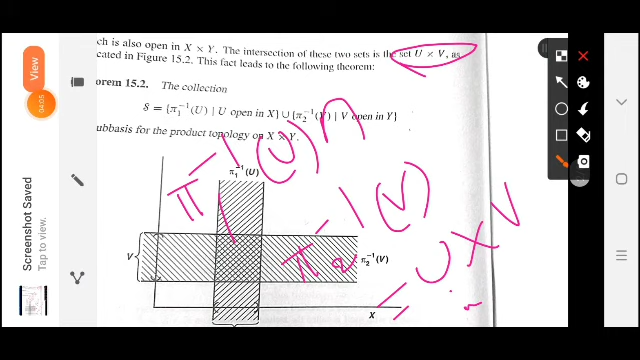 ch is also open in X × Y. The intersection of these two sets is the set U × V, as
cated in Figure 15.2. This fact leads to the following theorem:
orem 15.2. The collection
𝒮 = {π₁⁻¹(U) | U open in X} ∪ {π₂⁻¹(V) | V open in Y}
ubbasis for the product topology on X × Y.
π₁⁻¹(U)
V
π₂⁻¹(V)
X
π₁⁻¹(U) ∩
π₂⁻¹(V)
= U X V
View
04:05
Screenshot Saved
Tap to view.